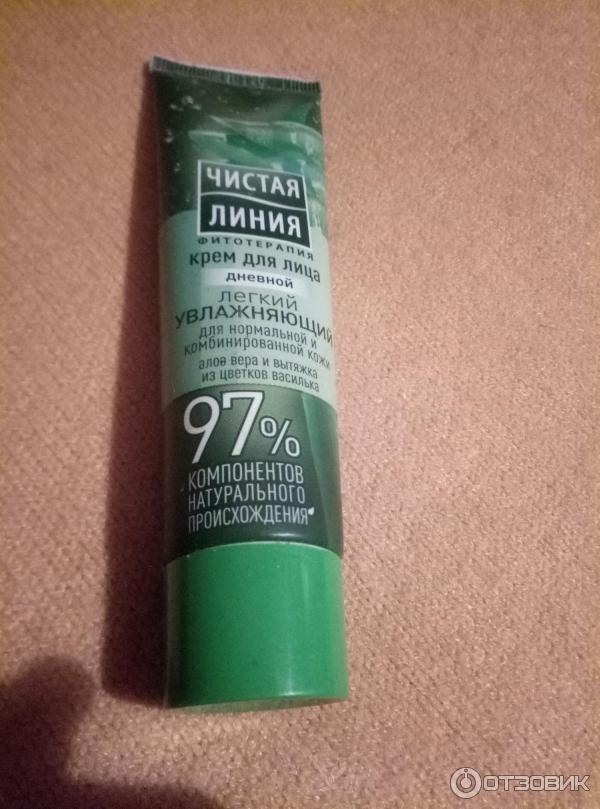 ЧИСТАЯ
ЛИНИЯ
ФИТОТЕРАПИЯ
крем для лица
дневной
легкий
УВЛАЖНЯЮЩИЙ
для нормальной и
комбинированной кожи
алоэ вера и вытяжка
из цветков василька
97%
КОМПОНЕНТОВ
НАТУРАЛЬНОГО
ПРОИСХОЖДЕНИЯ
ОТЗОВИК